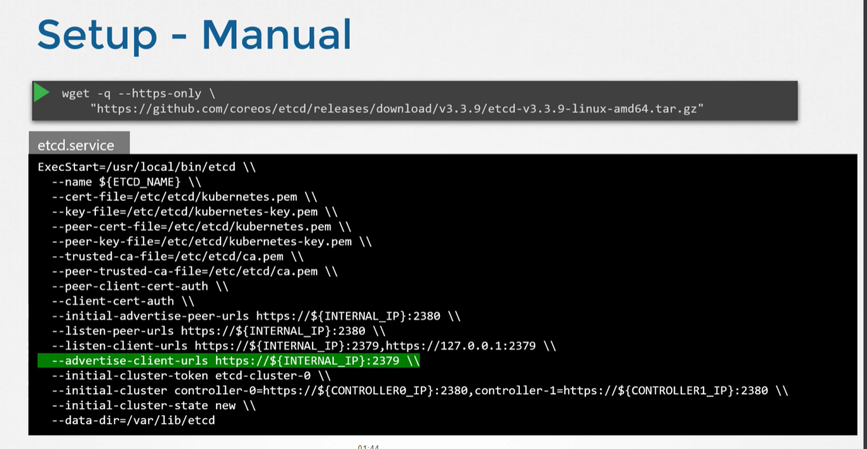 Setup - Manual
wget -q --https-only \
"https://github.com/coreos/etcd/releases/download/v3.3.9/etcd-v3.3.9-linux-amd64.tar.gz"
etcd.service
ExecStart=/usr/local/bin/etcd \\
--name ${ETCD_NAME} \\
--cert-file=/etc/etcd/kubernetes.pem \\
--key-file=/etc/etcd/kubernetes-key.pem \\
--peer-cert-file=/etc/etcd/kubernetes.pem \\
--peer-key-file=/etc/etcd/kubernetes-key.pem \\
--trusted-ca-file=/etc/etcd/ca.pem \\
--peer-trusted-ca-file=/etc/etcd/ca.pem \\
--peer-client-cert-auth \\
--client-cert-auth \\
--initial-advertise-peer-urls https://${INTERNAL_IP}:2380 \\
--listen-peer-urls https://${INTERNAL_IP}:2380 \\
--listen-client-urls https://${INTERNAL_IP}:2379,https://127.0.0.1:2379 \\
--advertise-client-urls https://${INTERNAL_IP}:2379 \\
--initial-cluster-token etcd-cluster-0 \\
--initial-cluster controller-0=https://${CONTROLLER0_IP}:2380,controller-1=https://${CONTROLLER1_IP}:2380 \\
--initial-cluster-state new \\
--data-dir=/var/lib/etcd
01:44